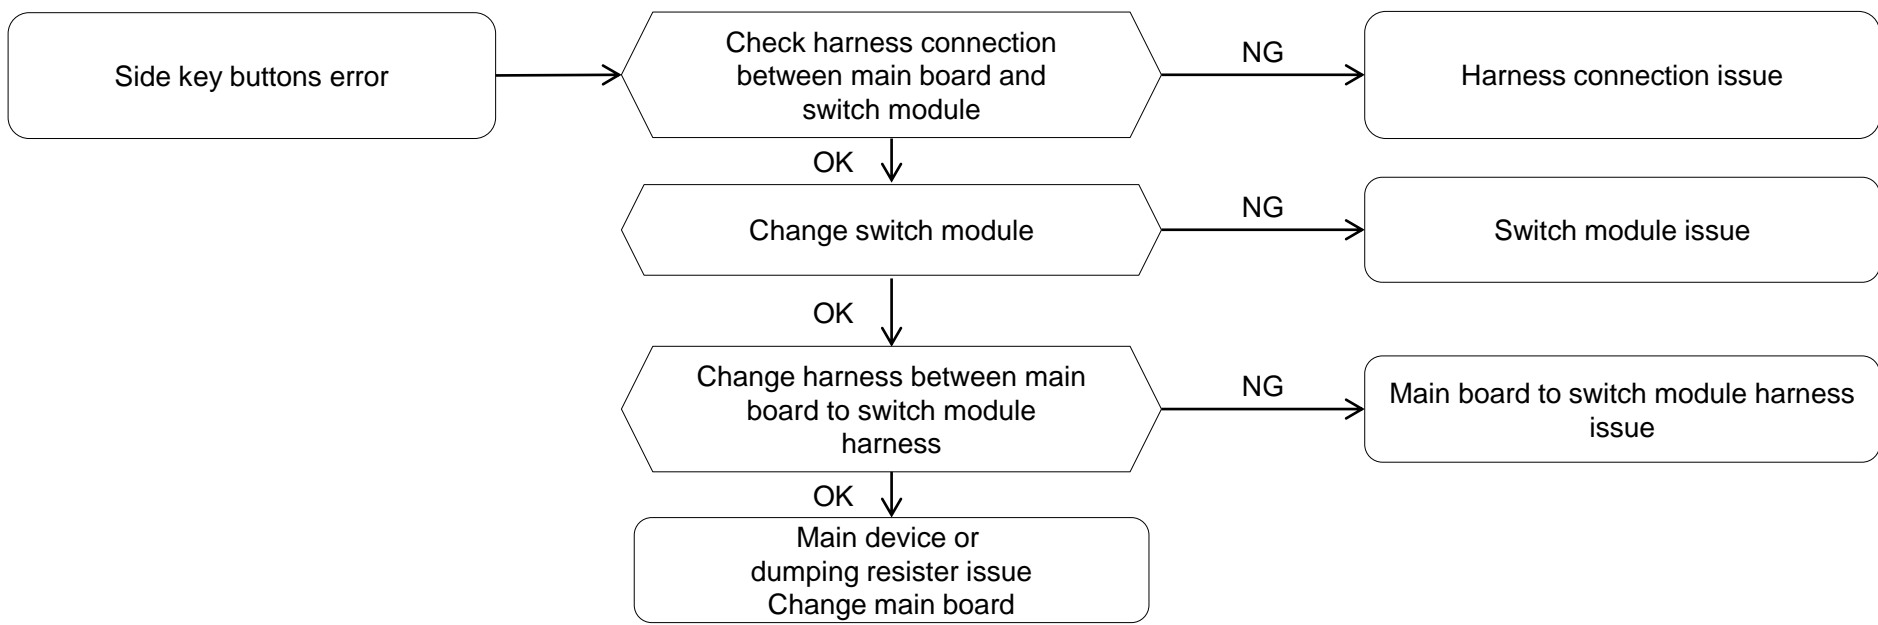 Side key buttons error
Check harness connection
between main board and
switch module
NG
Harness connection issue
OK
Change switch module
NG
Switch module issue
OK
Change harness between main
board to switch module
harness
NG
Main board to switch module harness
issue
OK
Main device or
dumping resister issue
Change main board